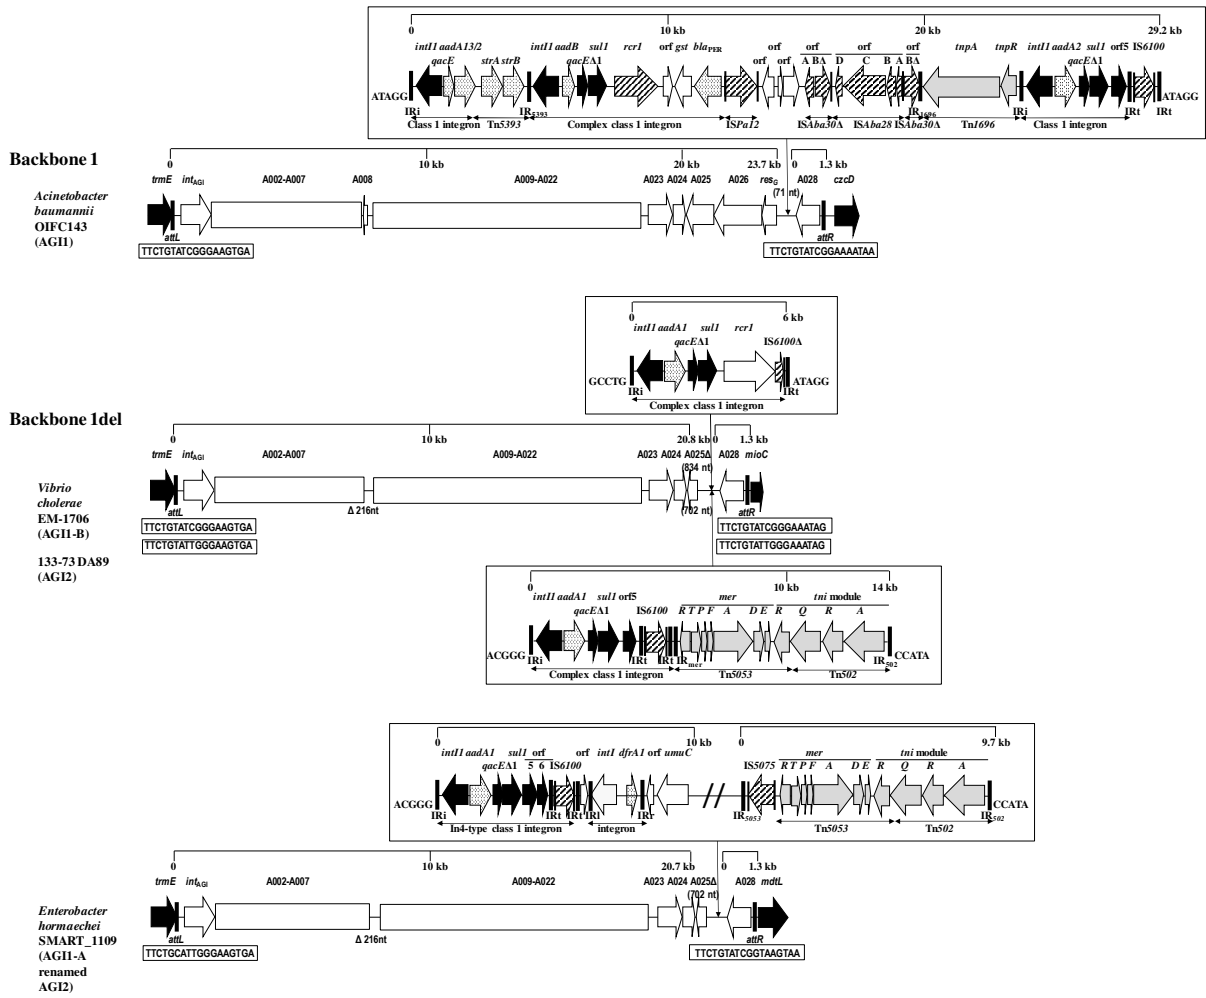 0 10 kb 20 kb 29.2 kb
orf orf orf orf
intI1 aadA13/2 intI1 aadB sul1 rcr1 orf gst blaPER orf A BΔ D C B A BΔ tnpA tnpR intI1 aadA2 sul1 orf5 IS6100
qacE strA strB qacEΔ1 orf orf qacEΔ1
ATAGG ATAGG
IRi IR5393 IR1696 IRi IRt IRt
Class 1 integron Tn5393 Complex class 1 integron ISPa12 ISAba30Δ ISAba28 ISAba30Δ Tn1696 Class 1 integron
Backbone 1
0 10 kb 20 kb 23.7 kb 0 1.3 kb
trmE intAGI A002-A007 A008 A009-A022 A023 A024 A025 A026 resG A028 czcD
(71 nt)
Acinetobacter
baumannii
OIFC143
(AGI1)
attL attR
TTCTGTATCGGGAAGTGA TTCTGTATCGGAAAATAA
0 6 kb
intI1 aadA1 sul1 rcr1
qacEΔ1 IS6100Δ
GCCTG ATAGG
IRi IRt
Complex class 1 integron
Backbone 1del
0 10 kb 20.8 kb 0 1.3 kb
trmE intAGI A002-A007 A009-A022 A023 A024 A025Δ A028 mioC
(834 nt)
Vibrio
cholerae
EM-1706
(AGI1-B)
attL Δ 216nt (702 nt) attR
TTCTGTATCGGGAAGTGA TTCTGTATCGGGAAATAG
TTCTGTATTGGGAAGTGA TTCTGTATTGGGAAATAG
133-73 DA89
(AGI2)
0 10 kb 14 kb
intI1 aadA1 sul1 orf5 mer tni module
qacEΔ1 IS6100 R T P F A D E R Q R A
ACGGG CCATA
IRi IRt IRt IRmer IR502
Complex class 1 integron Tn5053 Tn502
0 10 kb 0 9.7 kb
intI1 aadA1 sul1 orf orf intI dfrA1 orf umuC mer tni module
qacEΔ1 5 6 IS6100 IS5075 R T P F A D E R Q R A
ACGGG // CCATA
IRi IRt IRt IRl IRr IR5053 IR502
In4-type class 1 integron integron Tn5053 Tn502
0 10 kb 20.7 kb 0 1.3 kb
trmE intAGI A002-A007 A009-A022 A023 A024 A025Δ A028 mdtL
(702 nt)
Enterobacter
hormaechei
SMART_1109
(AGI1-A
renamed
AGI2)
attL Δ 216nt attR
TTCTGCATTGGGAAGTGA TTCTGTATCGGTAAGTAA